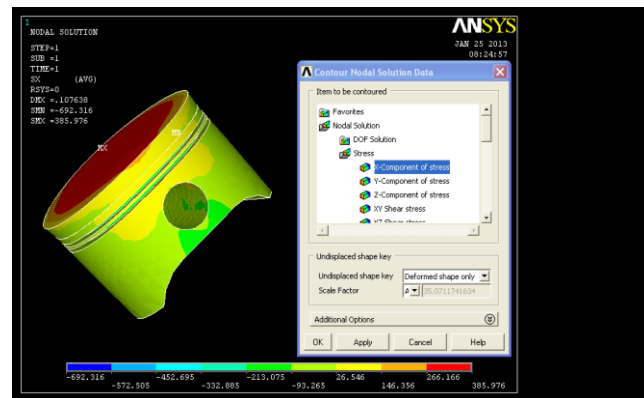 1
NODAL SOLUTION
STEP=1
SUB =1
TIME=1
SX (AVG)
RSYS=0
DMX =.107638
SMN =-692.316
SMX =385.976
ANSYS
JAN 25 2013
08:24:57
MX
MN
Contour Nodal Solution Data
Item to be contoured
Favorites
Nodal Solution
DOF Solution
Stress
X-Component of stress
Y-Component of stress
Z-Component of stress
XY Shear stress
YZ Shear stress
Undisplaced shape key
Undisplaced shape key Deformed shape only
Scale Factor 35.0711741634
Additional Options
OK Apply Cancel Help
-692.316 -452.695 -213.075 26.546 266.166
-572.505 -332.885 -93.265 146.356 385.976